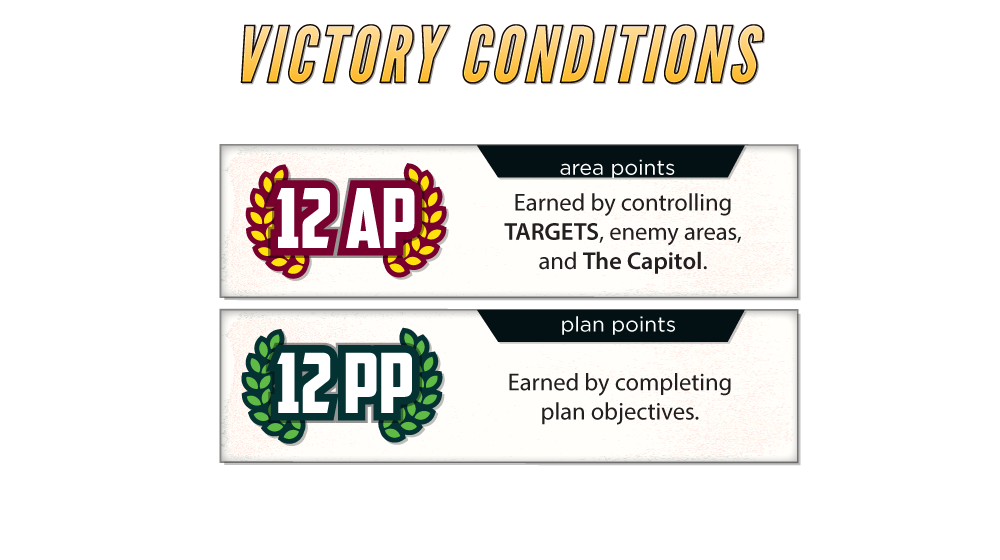 VICTORY CONDITIONS
12 AP
area points
Earned by controlling
TARGETS, enemy areas,
and The Capitol.
12 PP
plan points
Earned by completing
plan objectives.